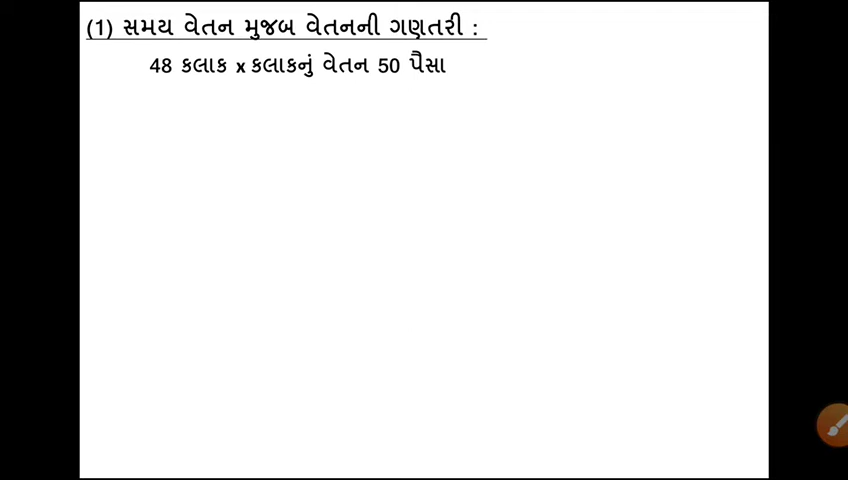 (1) સમય વેતન મુજબ વેતનની ગણતરી :
48 કલાક x કલાકનું વેતન 50 પૈસા